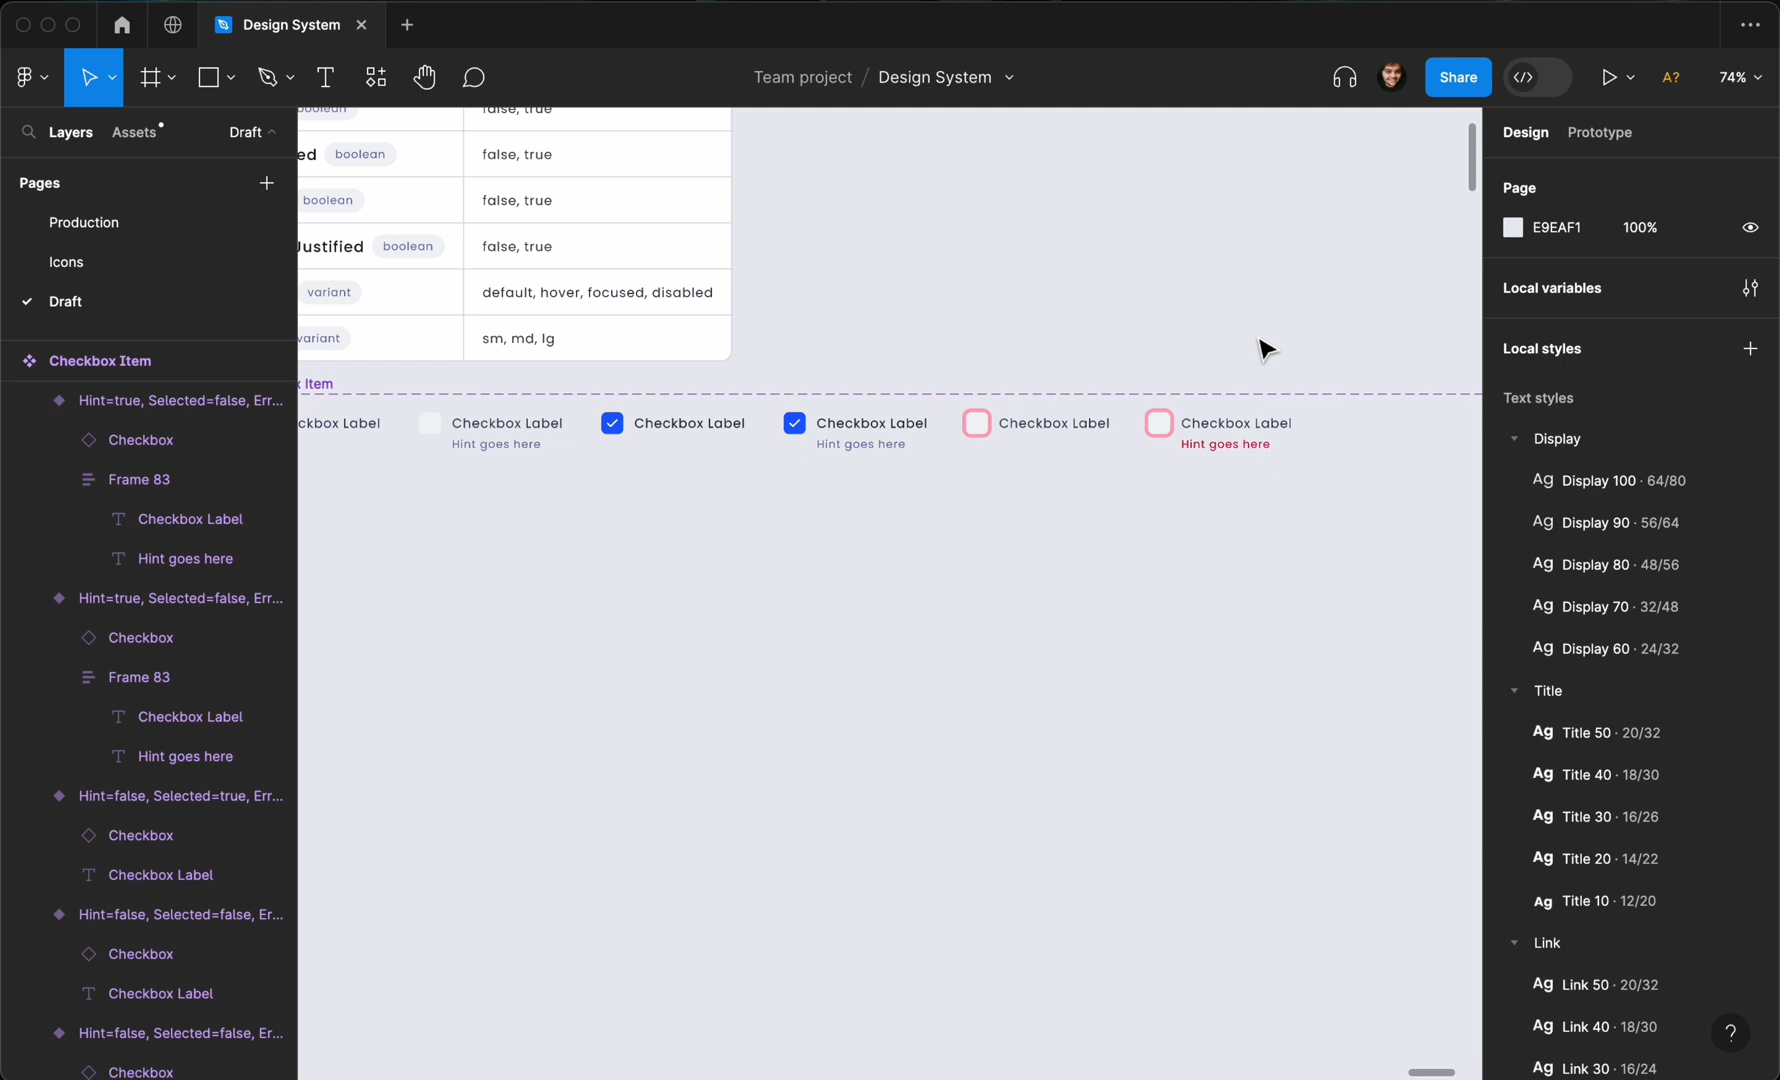 Design System
Team project / Design System
Share
A?
74%
Layers
Assets
Draft
Pages
Production
Icons
Draft
Checkbox Item
Hint=true, Selected=false, Err...
Checkbox
Frame 83
Checkbox Label
Hint goes here
Hint=true, Selected=false, Err...
Checkbox
Frame 83
Checkbox Label
Hint goes here
Hint=false, Selected=true, Err...
Checkbox
Checkbox Label
Hint=false, Selected=false, Er...
Checkbox
Checkbox Label
Hint=false, Selected=false, Er...
Checkbox
boolean false, true
ed boolean false, true
boolean false, true
Justified boolean false, true
variant default, hover, focused, disabled
variant sm, md, lg
x Item
ckbox Label
Checkbox Label
Hint goes here
Checkbox Label
Checkbox Label
Hint goes here
Checkbox Label
Checkbox Label
Hint goes here
Design
Prototype
Page
E9EAF1 100%
Local variables
Local styles
Text styles
Display
Ag Display 100 · 64/80
Ag Display 90 · 56/64
Ag Display 80 · 48/56
Ag Display 70 · 32/48
Ag Display 60 · 24/32
Title
Ag Title 50 · 20/32
Ag Title 40 · 18/30
Ag Title 30 · 16/26
Ag Title 20 · 14/22
Ag Title 10 · 12/20
Link
Ag Link 50 · 20/32
Ag Link 40 · 18/30
Ag Link 30 · 16/24
?